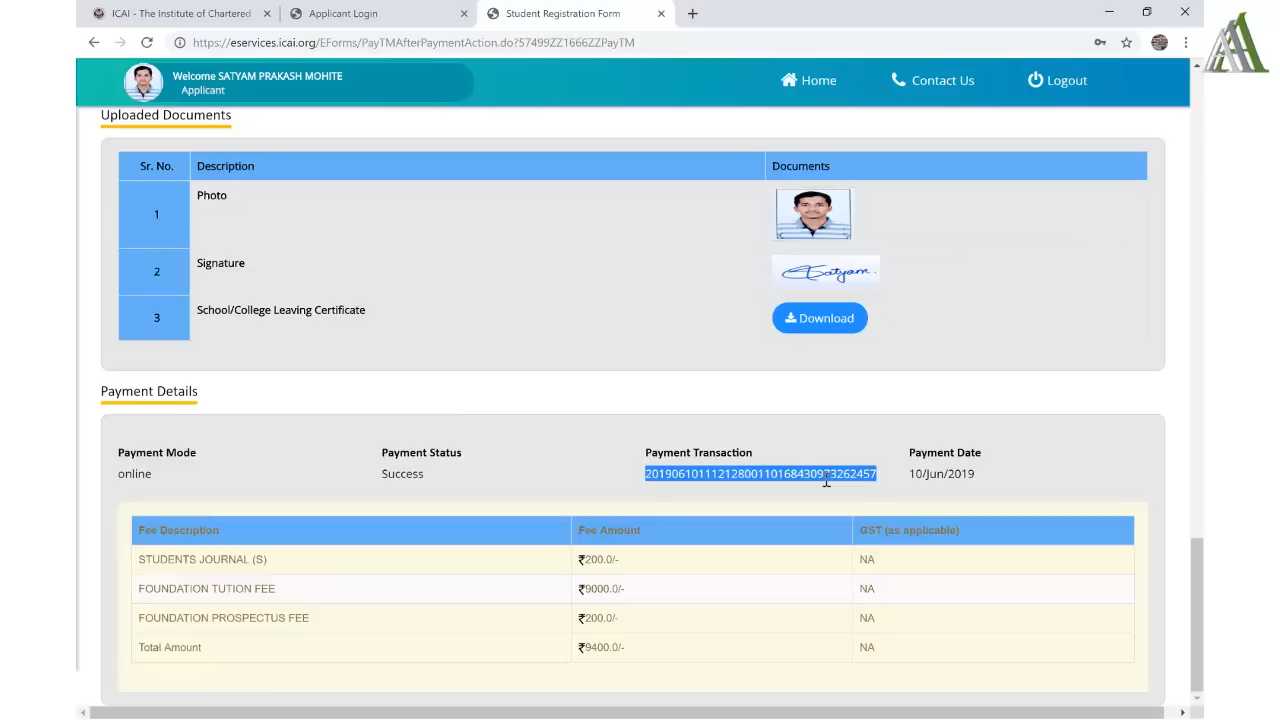 ICAI - The Institute of Chartered
Applicant Login
Student Registration Form
https://eservices.icai.org/EForms/PayTMAfterPaymentAction.do?57499ZZ1666ZZPayTM
Welcome SATYAM PRAKASH MOHITE
Applicant
Home
Contact Us
Logout
Uploaded Documents
Sr. No. Description Documents
1 Photo
2 Signature Satyam.
3 School/College Leaving Certificate Download
Payment Details
Payment Mode Payment Status Payment Transaction Payment Date
online Success 20190610111212800110168430973262457 10/Jun/2019
Fee Description Fee Amount GST (as applicable)
STUDENTS JOURNAL (S) ₹200.0/- NA
FOUNDATION TUTION FEE ₹9000.0/- NA
FOUNDATION PROSPECTUS FEE ₹200.0/- NA
Total Amount ₹9400.0/- NA